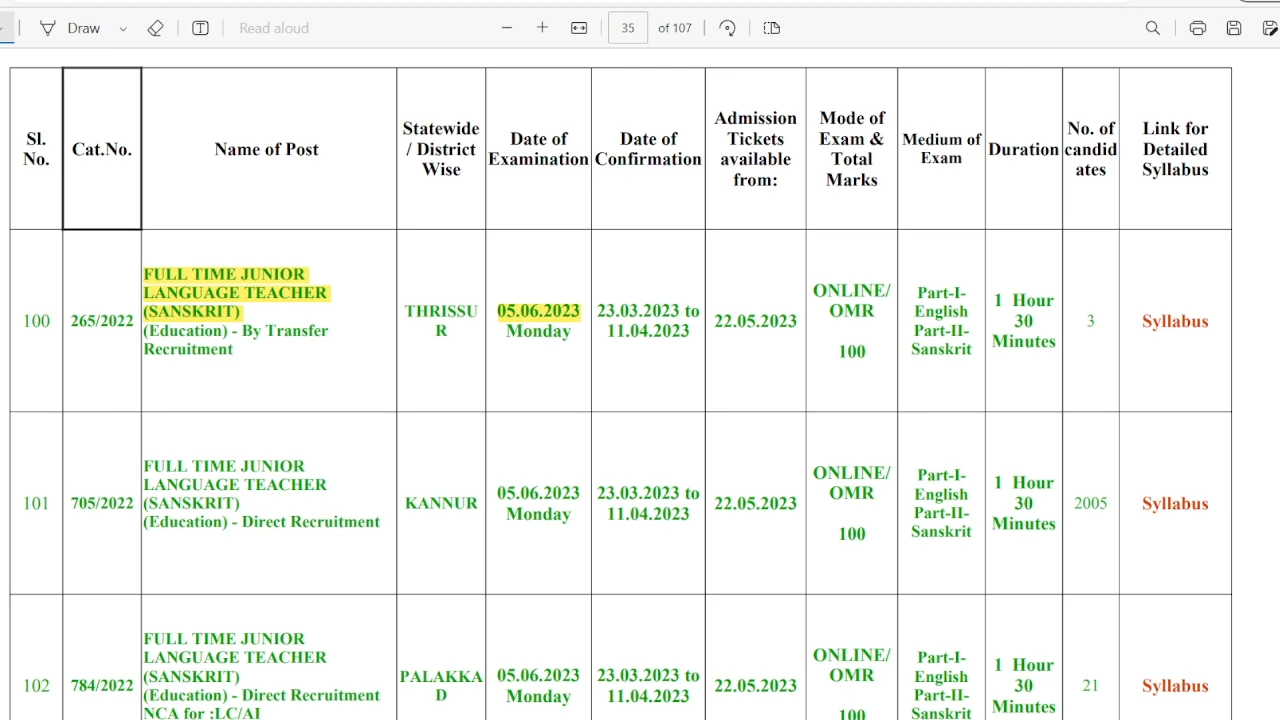 Draw
Read aloud
35 of 107
Sl. No.
Cat.No.
Name of Post
Statewide
/ District
Wise
Date of
Examination
Date of
Confirmation
Admission
Tickets
available
from:
Mode of
Exam &
Total
Marks
Medium of
Exam
Duration
No. of
candid
ates
Link for
Detailed
Syllabus
100
265/2022
FULL TIME JUNIOR
LANGUAGE TEACHER
(SANSKRIT)
(Education) - By Transfer
Recruitment
THRISSU
R
05.06.2023
Monday
23.03.2023 to
11.04.2023
22.05.2023
ONLINE/
OMR
100
Part-I-
English
Part-II-
Sanskrit
1 Hour
30
Minutes
3
Syllabus
101
705/2022
FULL TIME JUNIOR
LANGUAGE TEACHER
(SANSKRIT)
(Education) - Direct Recruitment
KANNUR
05.06.2023
Monday
23.03.2023 to
11.04.2023
22.05.2023
ONLINE/
OMR
100
Part-I-
English
Part-II-
Sanskrit
1 Hour
30
Minutes
2005
Syllabus
102
784/2022
FULL TIME JUNIOR
LANGUAGE TEACHER
(SANSKRIT)
(Education) - Direct Recruitment
NCA for :LC/AI
PALAKKA
D
05.06.2023
Monday
23.03.2023 to
11.04.2023
22.05.2023
ONLINE/
OMR
100
Part-I-
English
Part-II-
Sanskrit
1 Hour
30
Minutes
21
Syllabus